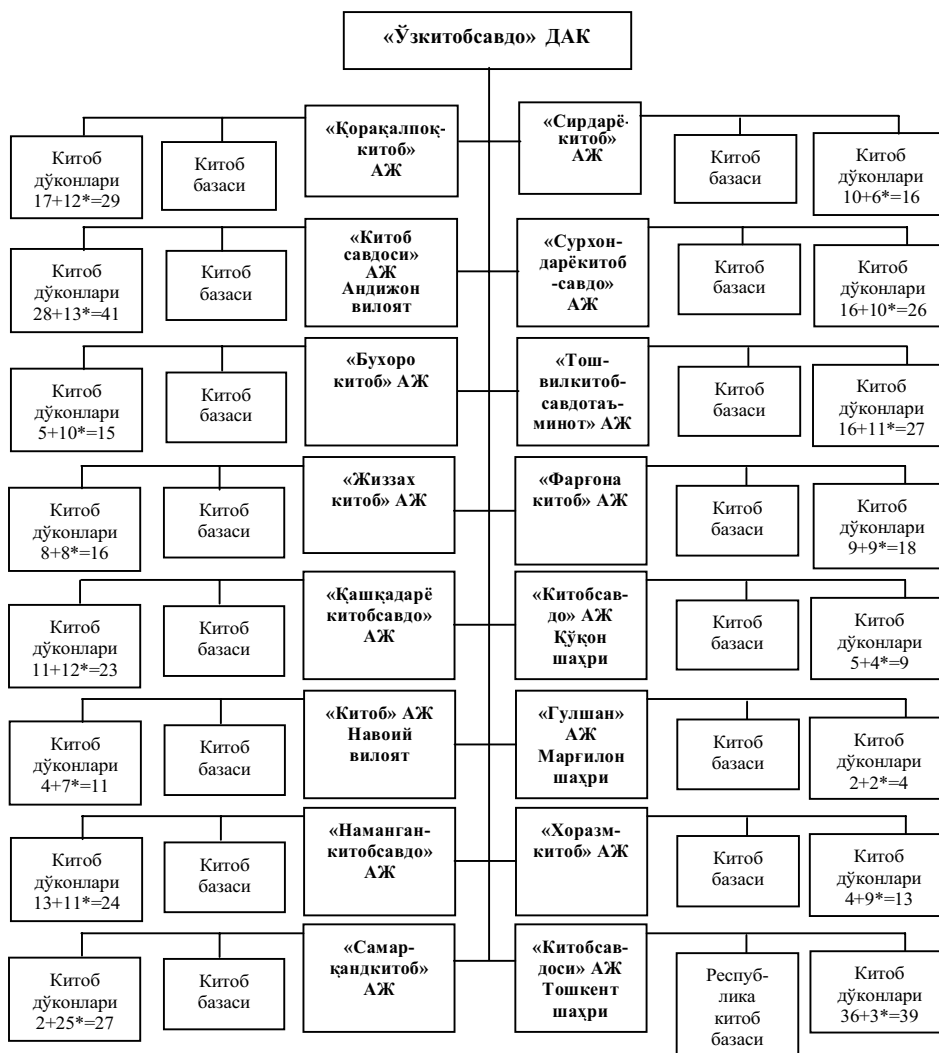 «Ўзкитобсавдо» ДАК
Китоб
дўконлари
17+12*=29
Китоб
базаси
«Қорақалпоқ-
китоб»
АЖ
«Сирдарё-
китоб»
АЖ
Китоб
базаси
Китоб
дўконлари
10+6*=16
Китоб
дўконлари
28+13*=41
Китоб
базаси
«Китоб
савдоси»
АЖ
Андижон
вилоят
«Сурхон-
дарёкитоб
-савдо»
АЖ
Китоб
базаси
Китоб
дўконлари
16+10*=26
Китоб
дўконлари
5+10*=15
Китоб
базаси
«Бухоро
китоб» АЖ
«Тош-
вилкитоб-
савдотаъ-
минот» АЖ
Китоб
базаси
Китоб
дўконлари
16+11*=27
Китоб
дўконлари
8+8*=16
Китоб
базаси
«Жиззах
китоб» АЖ
«Фарғона
китоб» АЖ
Китоб
базаси
Китоб
дўконлари
9+9*=18
Китоб
дўконлари
11+12*=23
Китоб
базаси
«Қашқадарё
китобсавдо»
АЖ
«Китобсав-
до» АЖ
Қўқон
шаҳри
Китоб
базаси
Китоб
дўконлари
5+4*=9
Китоб
дўконлари
4+7*=11
Китоб
базаси
«Китоб» АЖ
Навоий
вилоят
«Гулшан»
АЖ
Марғилон
шаҳри
Китоб
базаси
Китоб
дўконлари
2+2*=4
Китоб
дўконлари
13+11*=24
Китоб
базаси
«Наманган-
китобсавдо»
АЖ
«Хоразм-
китоб» АЖ
Китоб
базаси
Китоб
дўконлари
4+9*=13
Китоб
дўконлари
2+25*=27
Китоб
базаси
«Самар-
қандкитоб»
АЖ
«Китобсав-
доси» АЖ
Тошкент
шаҳри
Респуб-
лика
китоб
базаси
Китоб
дўконлари
36+3*=39